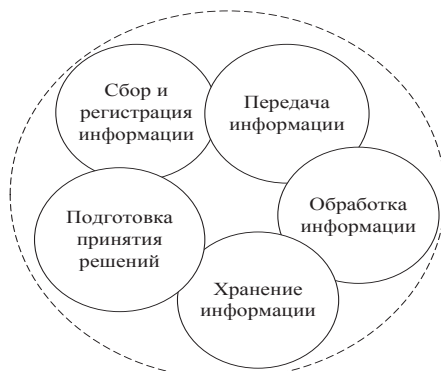 Сбор и
регистрация
информации
Передача
информации
Обработка
информации
Хранение
информации
Подготовка
принятия
решений